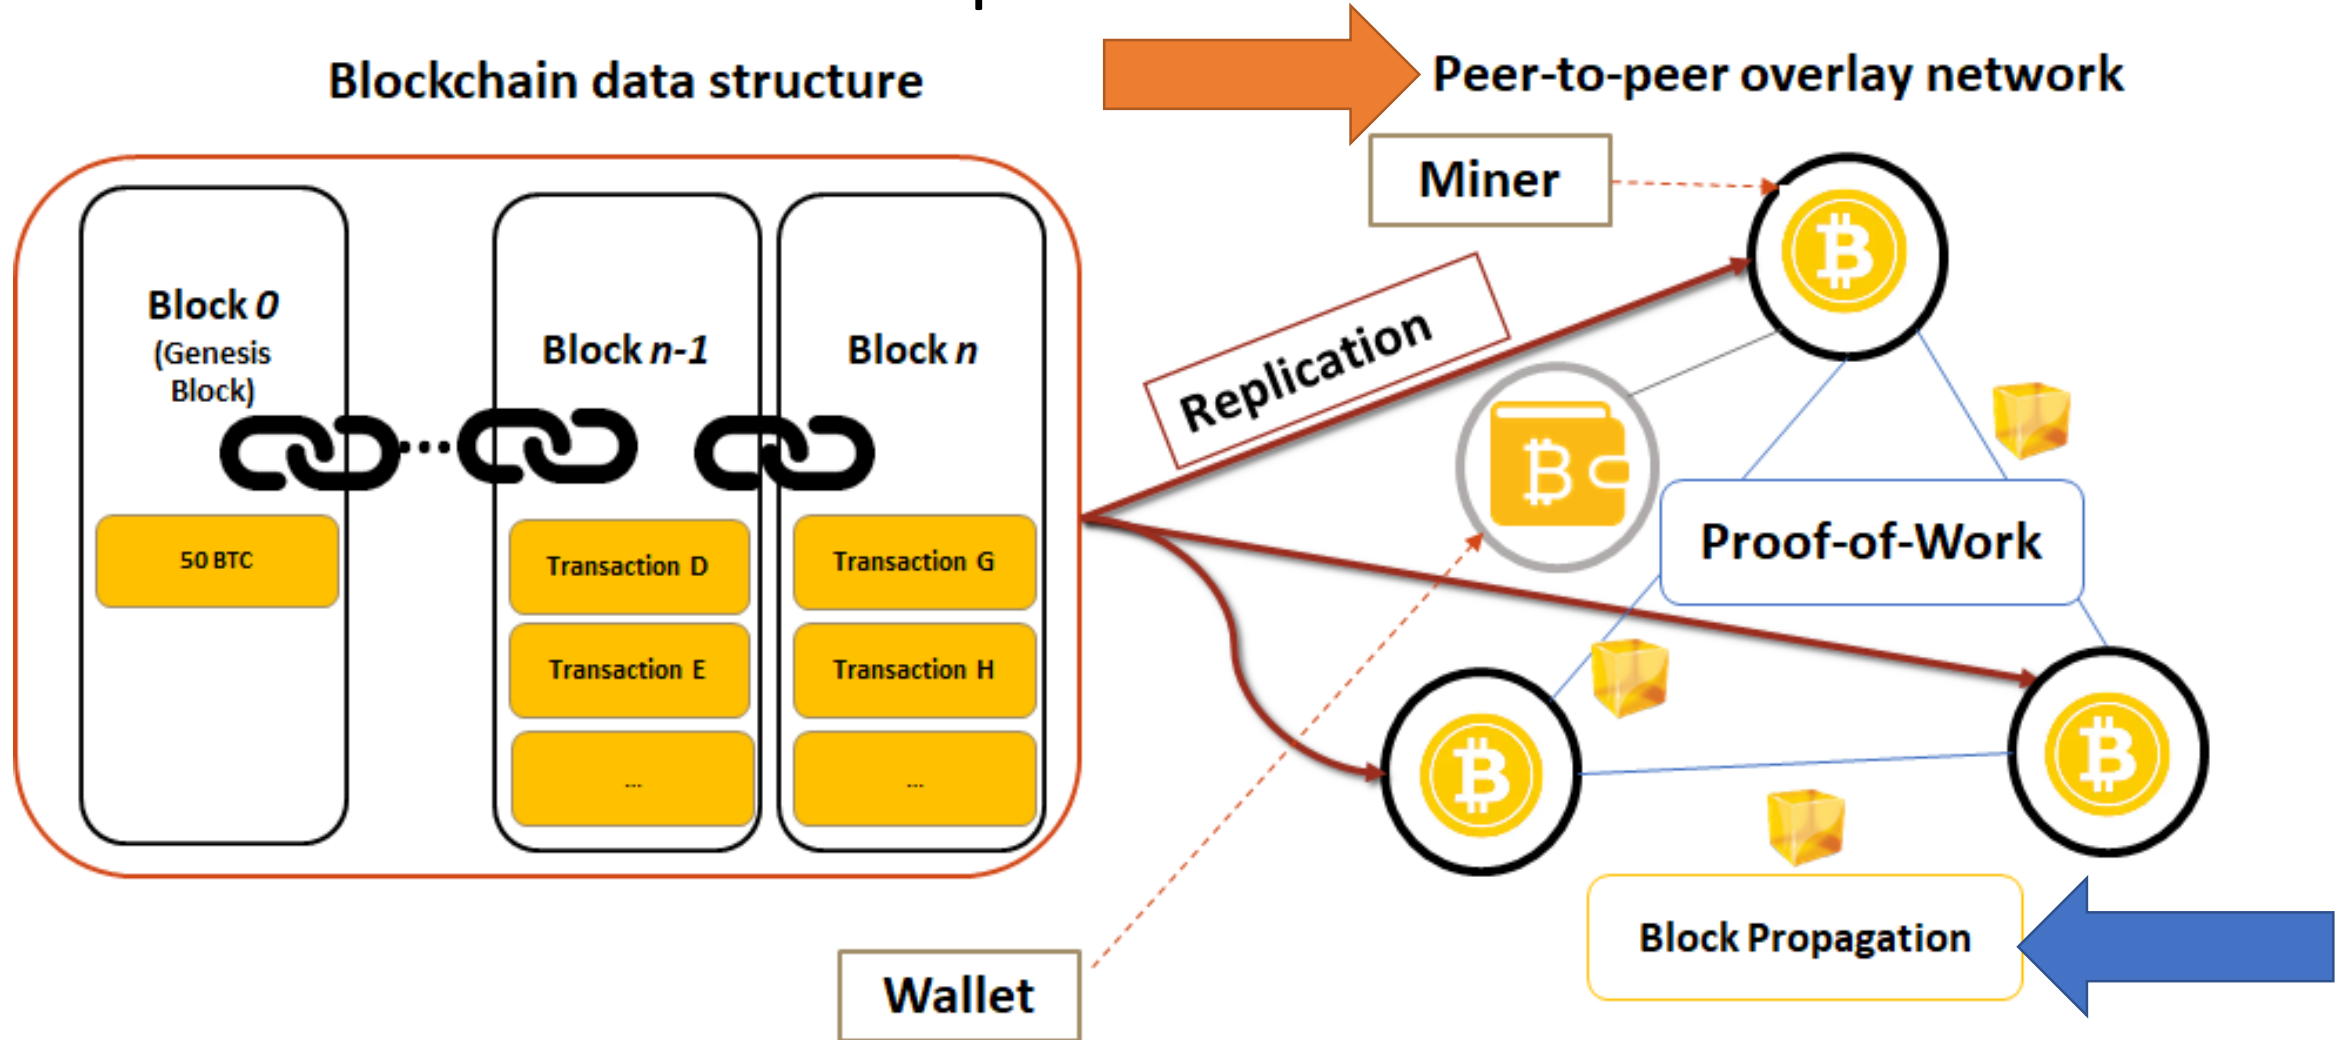 Blockchain data structure
Peer-to-peer overlay network
Block 0
(Genesis
Block)
50 BTC
Block n-1
Transaction D
Transaction E
...
Block n
Transaction G
Transaction H
...
...
Replication
Miner
Proof-of-Work
Block Propagation
Wallet